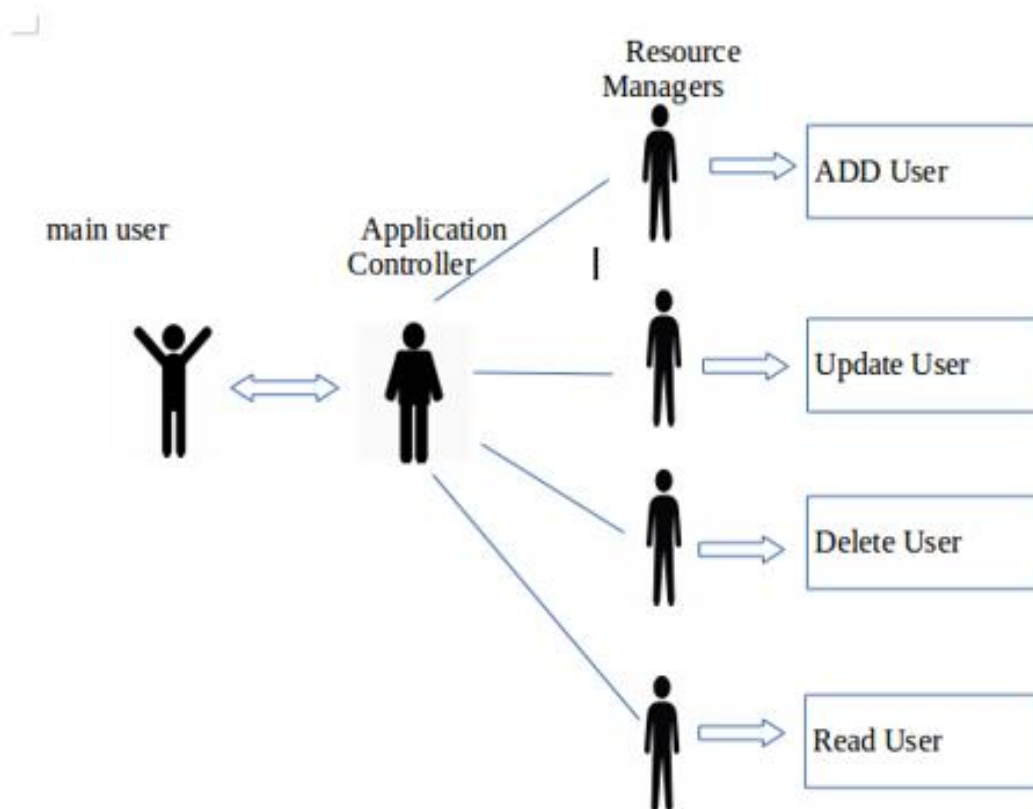 Resource
Managers
ADD User
main user
Application
Controller
Update User
Delete User
Read User